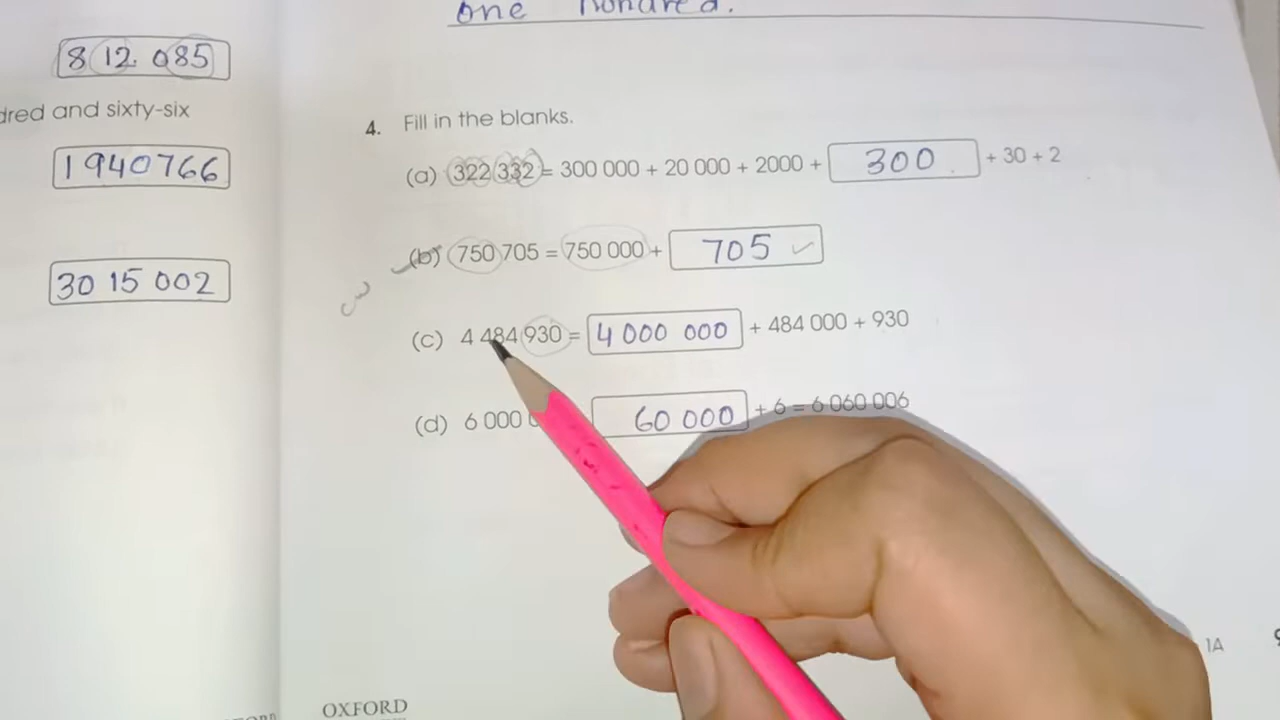 one hundred.
8 12 085
dred and sixty-six
1940766
30 15 002
4. Fill in the blanks.
(a) 322 332 = 300 000 + 20 000 + 2000 + 300 + 30 + 2
(b) 750 705 = 750 000 + 705
(c) 4 484 930 = 4 000 000 + 484 000 + 930
(d) 6 000 60 000 + 6 = 6 060 006
1A
OXFORD